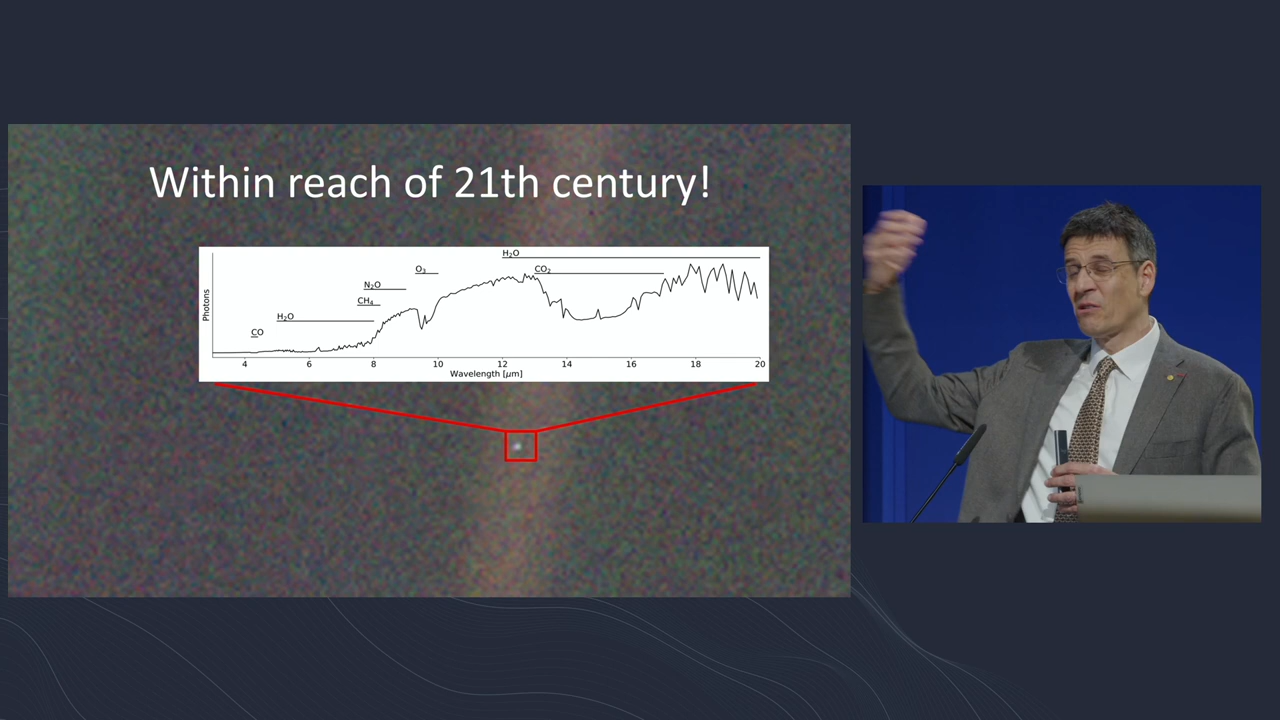 Within reach of 21th century!
H₂O
O₃
CO₂
N₂O
CH₄
H₂O
CO
Photons
4 6 8 10 12 14 16 18 20
Wavelength [μm]